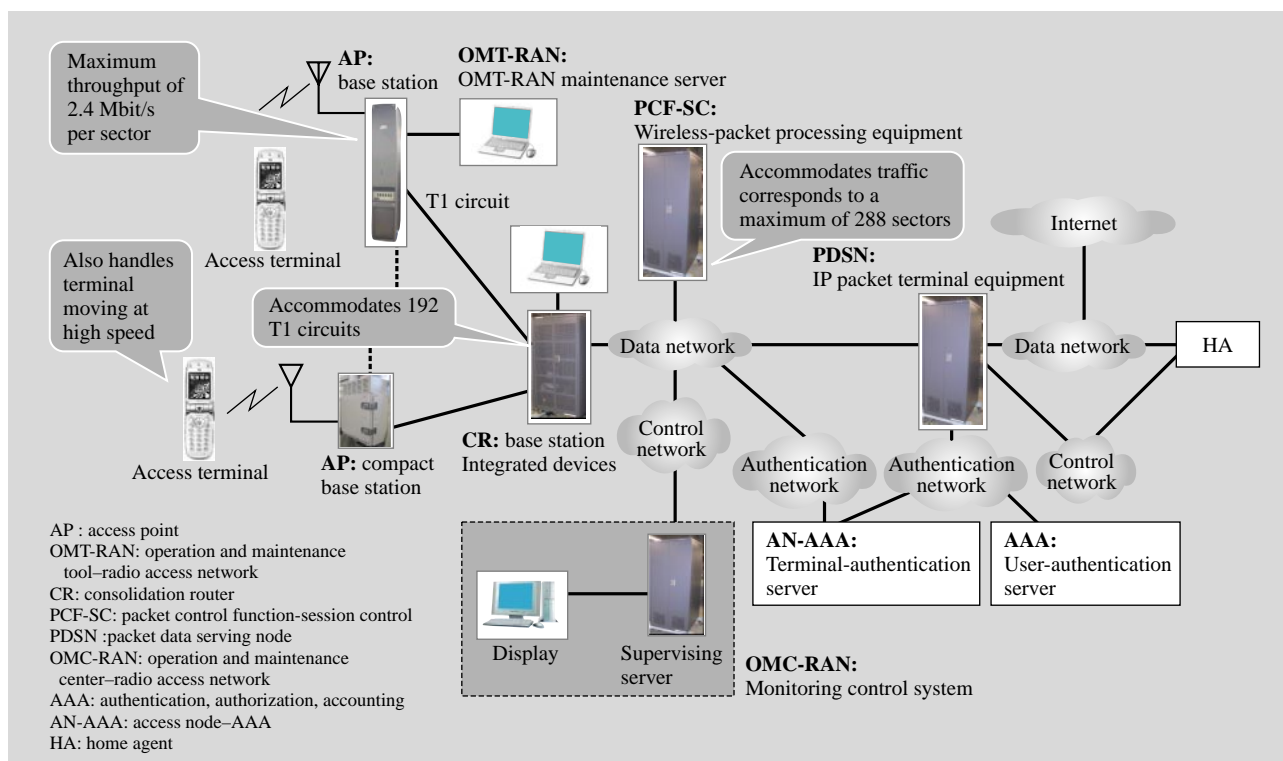 Maximum
throughput of
2.4 Mbit/s
per sector
AP:
base station
OMT-RAN:
OMT-RAN maintenance server
PCF-SC:
Wireless-packet processing equipment
Accommodates traffic
corresponds to a
maximum of 288 sectors
T1 circuit
Access terminal
Internet
PDSN:
IP packet terminal equipment
Also handles
terminal
moving at
high speed
Accommodates 192
T1 circuits
Data network
Data network
HA
Access terminal
AP: compact
base station
CR: base station
Integrated devices
Control
network
Authentication
network
Authentication
network
Control
network
AN-AAA:
Terminal-authentication
server
AAA:
User-authentication
server
Display
Supervising
server
OMC-RAN:
Monitoring control system
AP : access point
OMT-RAN: operation and maintenance
tool–radio access network
CR: consolidation router
PCF-SC: packet control function-session control
PDSN :packet data serving node
OMC-RAN: operation and maintenance
center–radio access network
AAA: authentication, authorization, accounting
AN-AAA: access node–AAA
HA: home agent